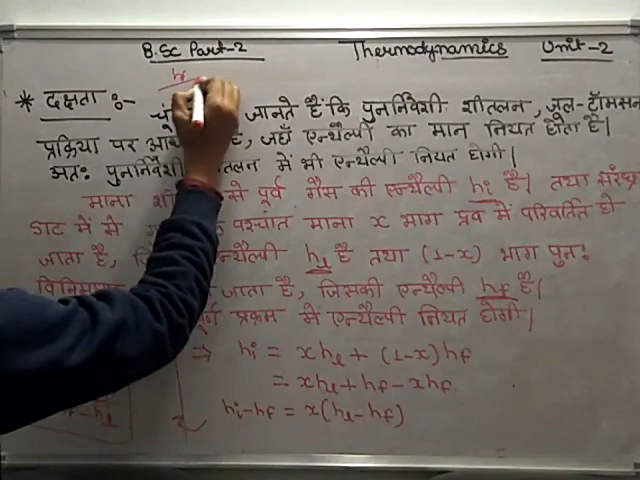 B.Sc Part-2 Thermodynamics Unit-2
* दक्षता :- जानते हैं कि पुनर्निवेशी शीतलन, जूल-टॉमसन
प्रक्रिया पर है, जहाँ एन्थैल्पी का मान नियत होता है।
अतः पुनर्निवेशी शीतलन में भी एन्थैल्पी नियत होगी।
माना से पूर्व गैस की एन्थैल्पी hi है। तथा संरन्ध्र
डाट में से के पश्चात माना x भाग द्रव में परिवर्तित हो
जाता है, एन्थैल्पी hl है तथा (1-x) भाग पुनः
जाता है, जिसकी एन्थैल्पी hf है।
प्रक्रम में एन्थैल्पी नियत होगी।
⇒ hi = xhl + (1-x)hf
= xhl + hf - xhf
hi - hf = x(hl - hf)